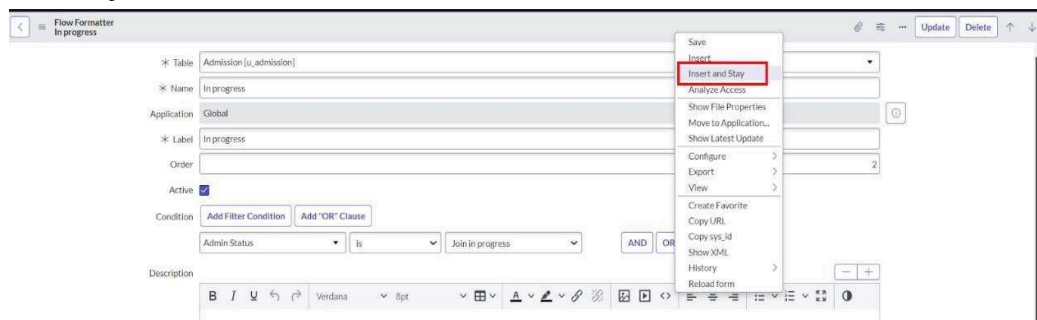 Flow Formatter
In progress
Update
Delete
Save
Insert
Insert and Stay
Analyze Access
Show File Properties
Move to Application...
Show Latest Update
Configure
Export
View
Create Favorite
Copy URL
Copy sys_id
Show XML
History
Reload form
Table
Admission [u_admission]
Name
In progress
Application
Global
Label
In progress
Order
2
Active
Condition
Add Filter Condition
Add "OR" Clause
Admin Status
is
Join in progress
AND
OR
Description
B I U Verdana 8pt A